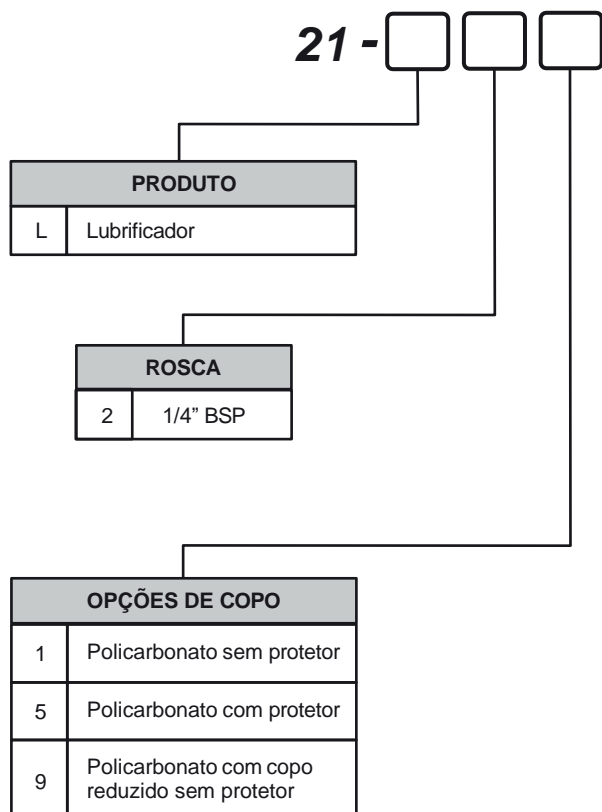 21 -
PRODUTO
L Lubrificador
ROSCA
2 1/4” BSP
OPÇÕES DE COPO
1 Policarbonato sem protetor
5 Policarbonato com protetor
9 Policarbonato com copo
reduzido sem protetor